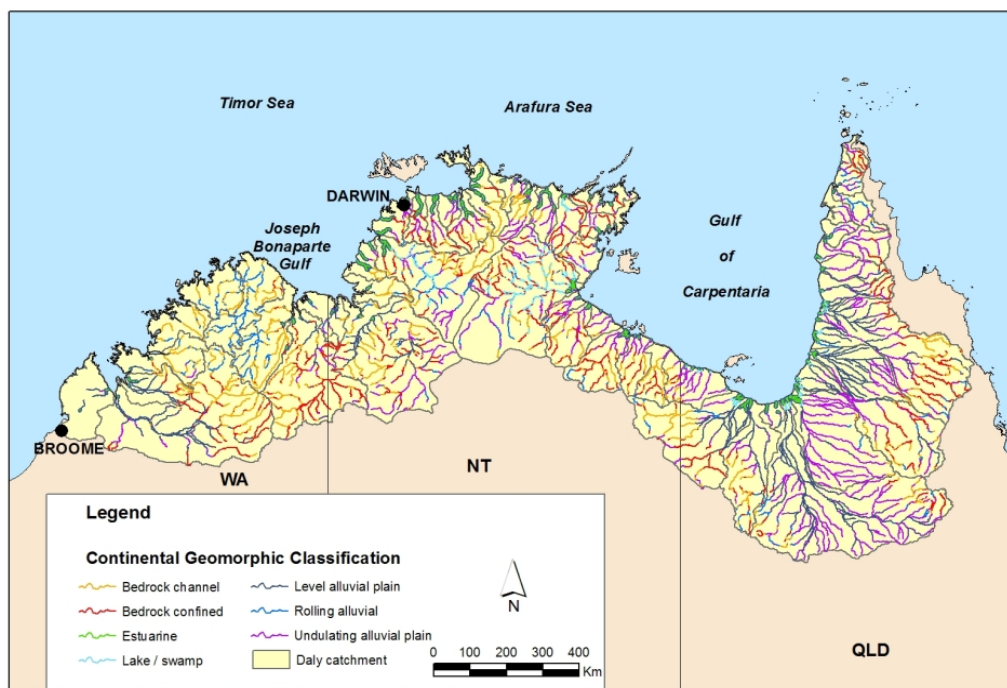 Timor Sea
Arafura Sea
DARWIN
Joseph
Bonaparte
Gulf
Gulf
of
Carpentaria
BROOME
WA
NT
QLD
Legend
Continental Geomorphic Classification
Bedrock channel
Level alluvial plain
Bedrock confined
Rolling alluvial
Estuarine
Undulating alluvial plain
Lake / swamp
Daly catchment
N
0 100 200 300 400
Km